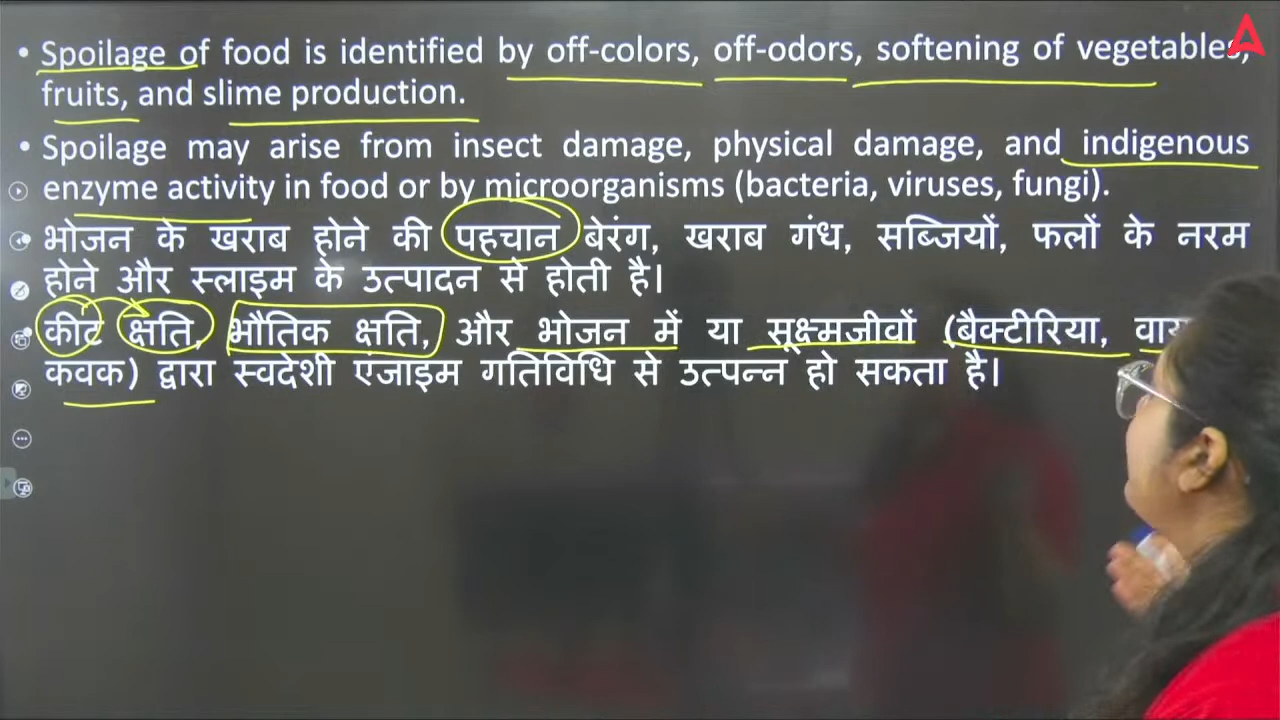 • Spoilage of food is identified by off-colors, off-odors, softening of vegetables,
fruits, and slime production.
• Spoilage may arise from insect damage, physical damage, and indigenous
enzyme activity in food or by microorganisms (bacteria, viruses, fungi).
भोजन के खराब होने की पहचान बेरंग, खराब गंध, सब्जियों, फलों के नरम
होने और स्लाइम के उत्पादन से होती है।
कीट क्षति, भौतिक क्षति, और भोजन में या सूक्ष्मजीवों (बैक्टीरिया,
कवक) द्वारा स्वदेशी एंजाइम गतिविधि से उत्पन्न हो सकता है।